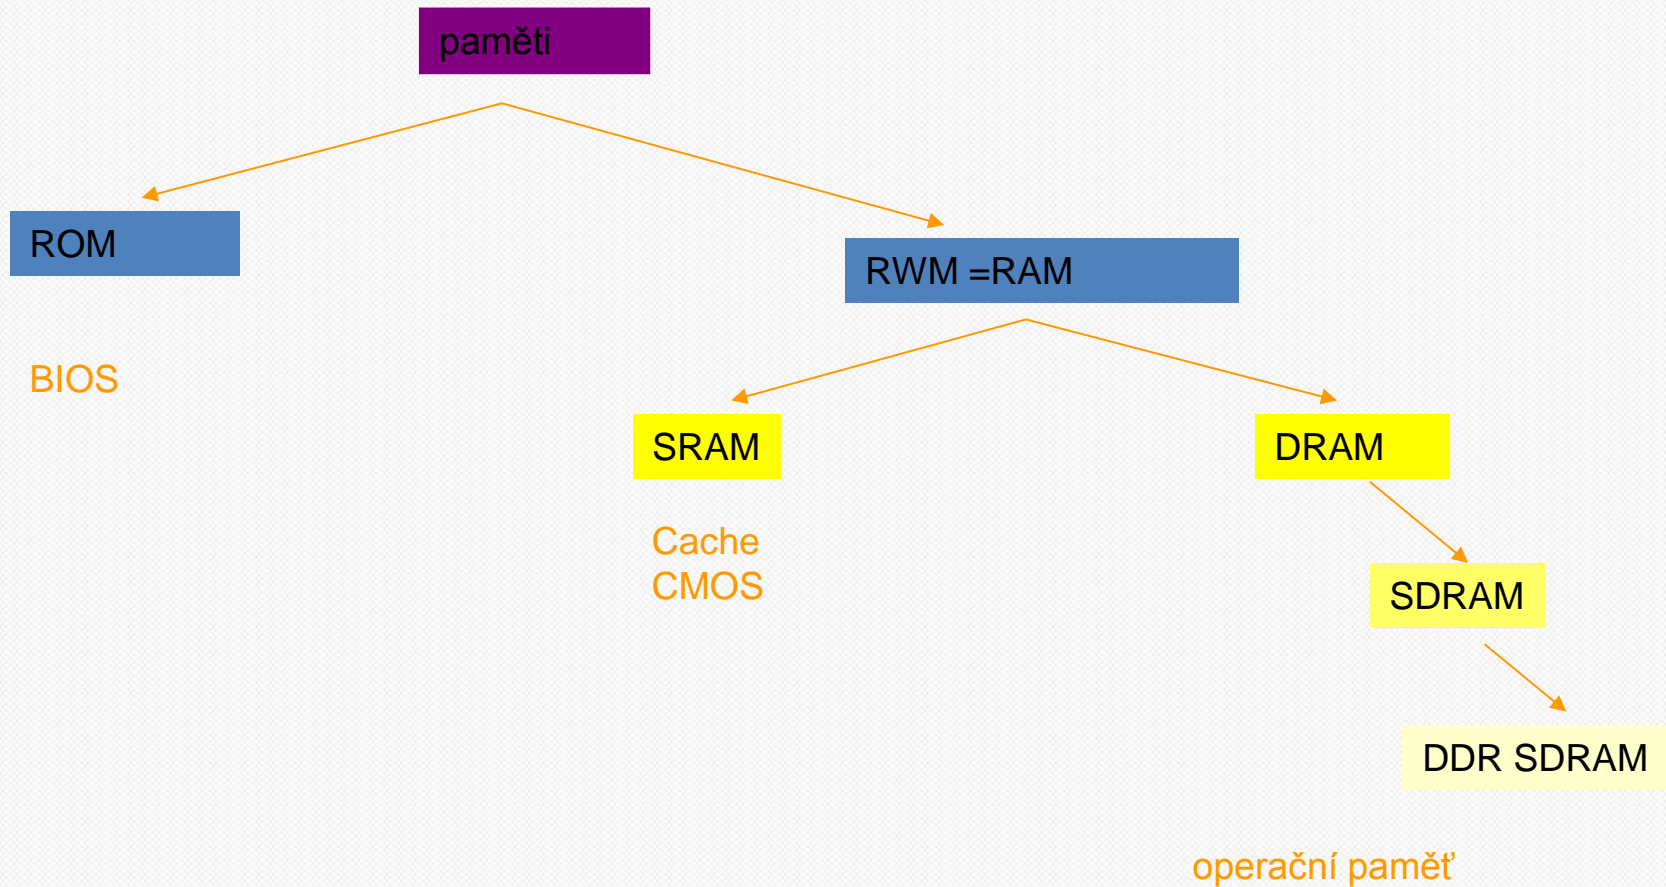 paměti
ROM
RWM =RAM
BIOS
SRAM
DRAM
Cache
CMOS
SDRAM
DDR SDRAM
operační paměť